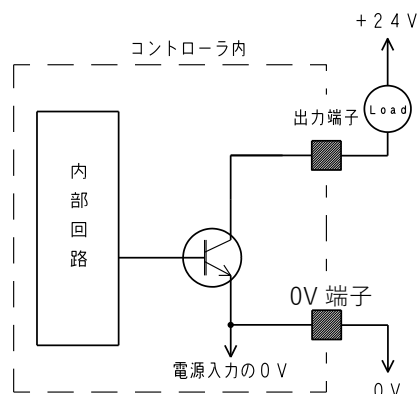 +24V
コントローラ内
Load
出力端子
内部回路
0V 端子
電源入力の0V
0V